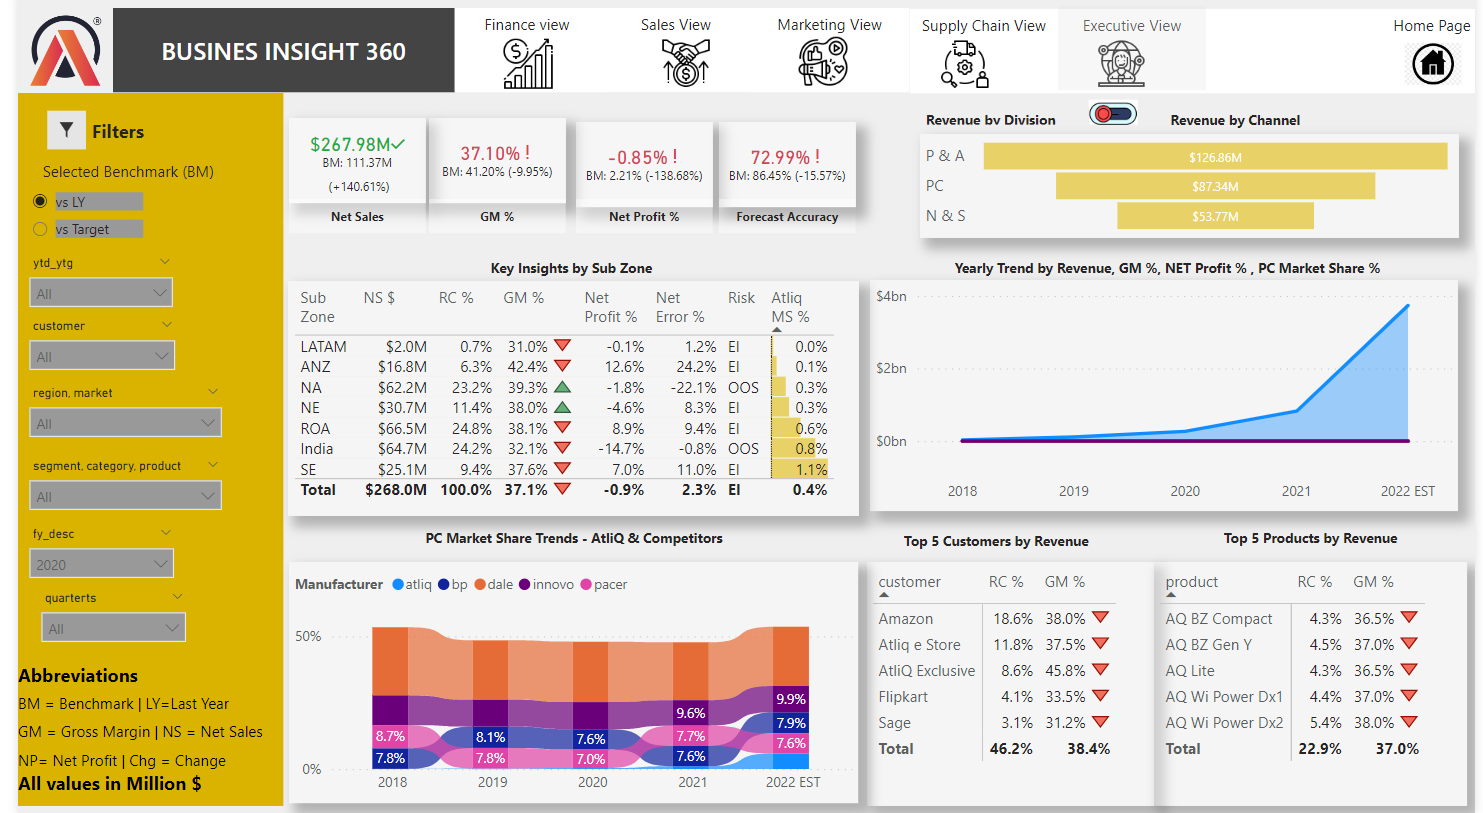 ®
BUSINES INSIGHT 360
Finance view
Sales View
Marketing View
Supply Chain View
Executive View
Home Page
Filters
Selected Benchmark (BM)
vs LY
vs Target
ytd_ytg
All
customer
All
region, market
All
segment, category, product
All
fy_desc
2020
quarterts
All
Abbreviations
BM = Benchmark | LY=Last Year
GM = Gross Margin | NS = Net Sales
NP= Net Profit | Chg = Change
All values in Million $
$267.98M
BM: 111.37M
(+140.61%)
Net Sales
37.10% !
BM: 41.20% (-9.95%)
GM %
-0.85% !
BM: 2.21% (-138.68%)
Net Profit %
72.99% !
BM: 86.45% (-15.57%)
Forecast Accuracy
Revenue by Division
Revenue by Channel
P & A $126.86M
PC $87.34M
N & S $53.77M
Key Insights by Sub Zone
Sub Zone NS $ RC % GM % Net Profit % Net Error % Risk Atliq MS %
LATAM $2.0M 0.7% 31.0% -0.1% 1.2% EI 0.0%
ANZ $16.8M 6.3% 42.4% 12.6% 24.2% EI 0.1%
NA $62.2M 23.2% 39.3% -1.8% -22.1% OOS 0.3%
NE $30.7M 11.4% 38.0% -4.6% 8.3% EI 0.3%
ROA $66.5M 24.8% 38.1% 8.9% 9.4% EI 0.6%
India $64.7M 24.2% 32.1% -14.7% -0.8% OOS 0.8%
SE $25.1M 9.4% 37.6% 7.0% 11.0% EI 1.1%
Total $268.0M 100.0% 37.1% -0.9% 2.3% EI 0.4%
Yearly Trend by Revenue, GM %, NET Profit % , PC Market Share %
$4bn
$2bn
$0bn
2018 2019 2020 2021 2022 EST
PC Market Share Trends - AtliQ & Competitors
Manufacturer atliq bp dale innovo pacer
50%
0%
8.7%
7.8%
8.1%
7.8%
7.6%
7.0%
9.6%
7.7%
7.6%
9.9%
7.9%
7.6%
2018 2019 2020 2021 2022 EST
Top 5 Customers by Revenue
customer RC % GM %
Amazon 18.6% 38.0%
Atliq e Store 11.8% 37.5%
AtliQ Exclusive 8.6% 45.8%
Flipkart 4.1% 33.5%
Sage 3.1% 31.2%
Total 46.2% 38.4%
Top 5 Products by Revenue
product RC % GM %
AQ BZ Compact 4.3% 36.5%
AQ BZ Gen Y 4.5% 37.0%
AQ Lite 4.3% 36.5%
AQ Wi Power Dx1 4.4% 37.0%
AQ Wi Power Dx2 5.4% 38.0%
Total 22.9% 37.0%